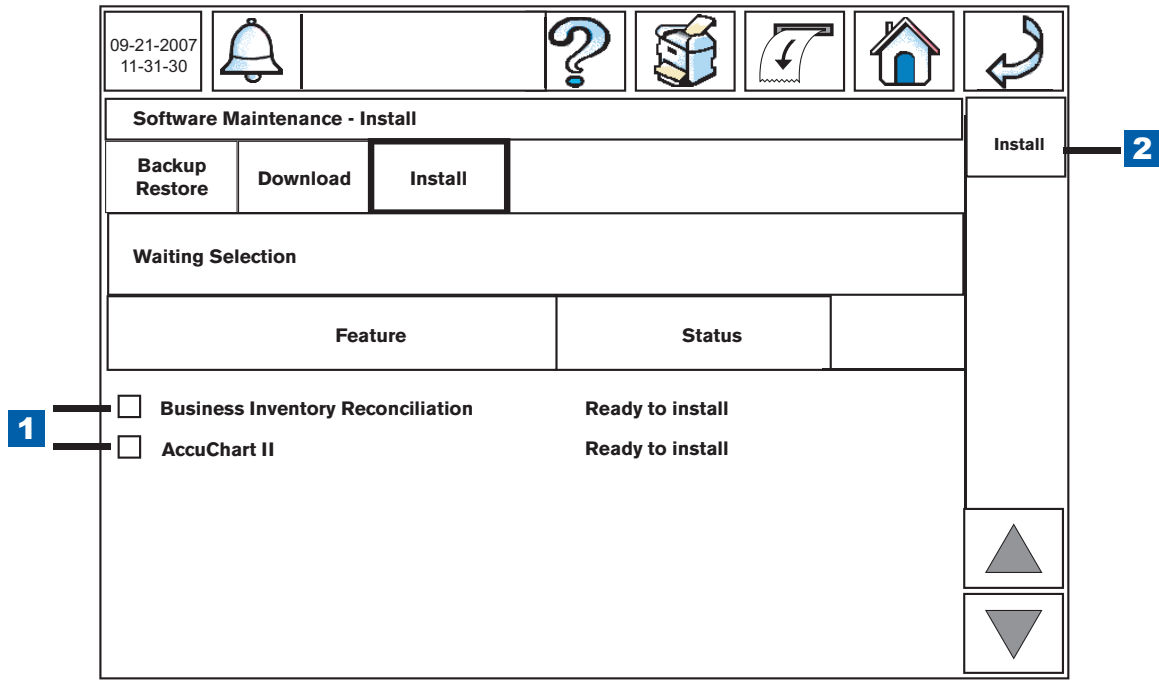 09-21-2007
11-31-30
Software Maintenance - Install
Install
2
Backup
Restore
Download
Install
Waiting Selection
Feature
Status
1
Business Inventory Reconciliation
Ready to install
AccuChart II
Ready to install